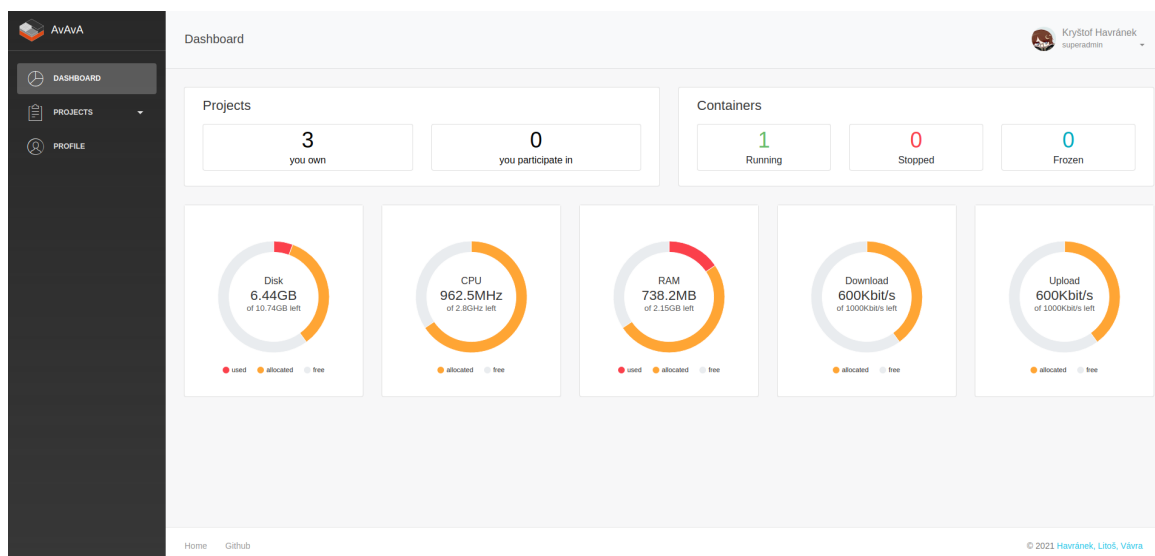 AvAvA
DASHBOARD
PROJECTS
PROFILE
Dashboard
Kryštof Havránek
superadmin
Projects
3
you own
0
you participate in
Containers
1
Running
0
Stopped
0
Frozen
Disk
6.44GB
of 10.74GB left
used allocated free
CPU
962.5MHz
of 2.8GHz left
allocated free
RAM
738.2MB
of 2.15GB left
used allocated free
Download
600Kbit/s
of 1000Kbit/s left
allocated free
Upload
600Kbit/s
of 1000Kbit/s left
allocated free
Home Github
© 2021 Havránek, Litoš, Vávra